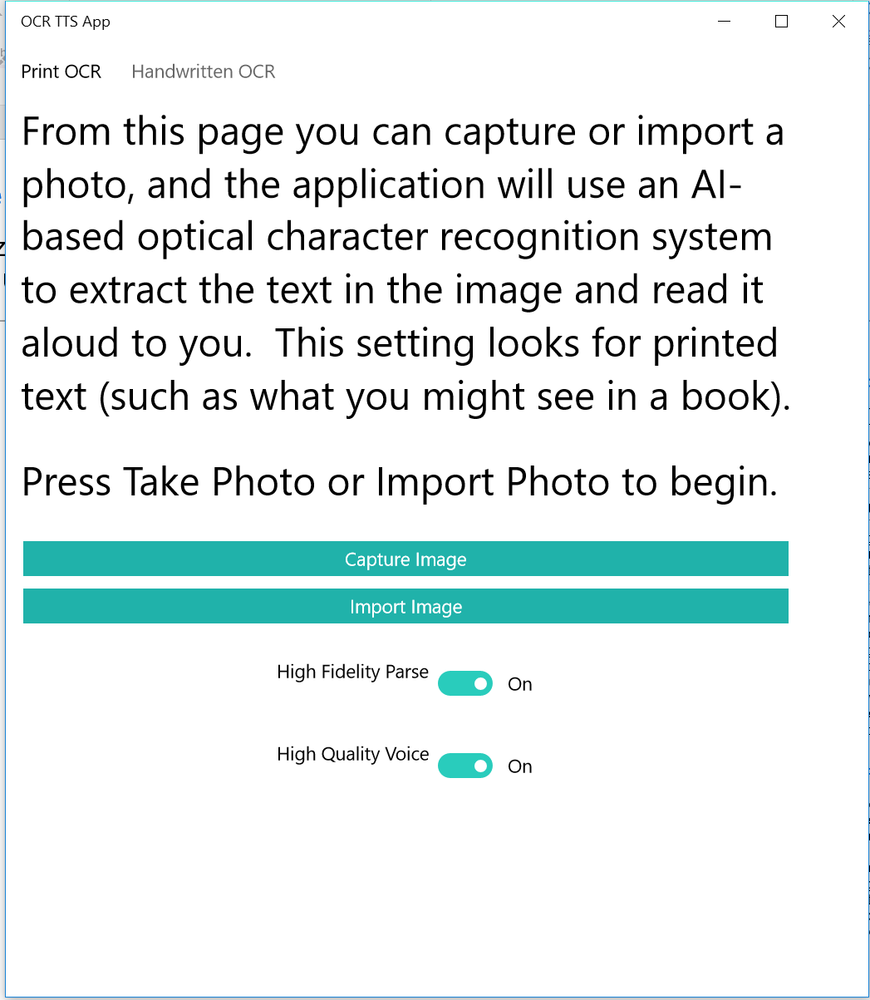 OCR TTS App
Print OCR Handwritten OCR
From this page you can capture or import a
photo, and the application will use an AI-
based optical character recognition system
to extract the text in the image and read it
aloud to you.  This setting looks for printed
text (such as what you might see in a book).
Press Take Photo or Import Photo to begin.
Capture Image
Import Image
High Fidelity Parse On
High Quality Voice On